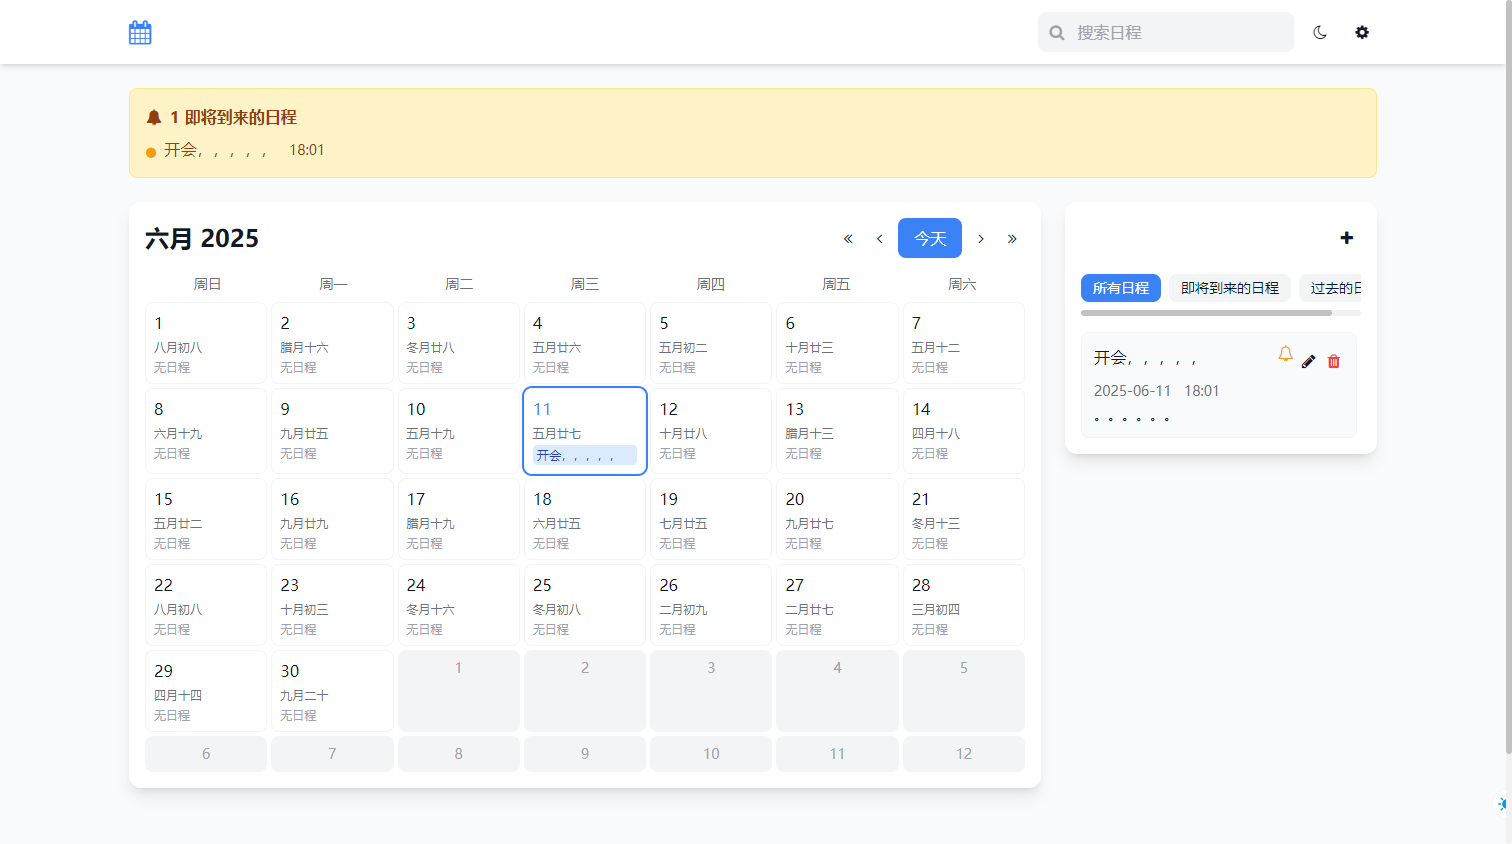 搜索日程
1 即将到来的日程
开会，，，，， 18:01
六月 2025
« ‹ 今天 › »
周日 周一 周二 周三 周四 周五 周六
1 2 3 4 5 6 7
八月初八 腊月十六 冬月廿八 五月廿六 五月初二 十月廿三 五月十二
无日程 无日程 无日程 无日程 无日程 无日程 无日程
8 9 10 11 12 13 14
六月十九 九月廿五 五月十九 五月廿七 十月廿八 腊月十三 四月十八
无日程 无日程 无日程 开会，，，，， 无日程 无日程 无日程
15 16 17 18 19 20 21
五月廿二 九月廿九 腊月十九 六月廿五 七月廿五 九月廿七 冬月十三
无日程 无日程 无日程 无日程 无日程 无日程 无日程
22 23 24 25 26 27 28
八月初八 十月初三 冬月十六 冬月初八 二月初九 二月廿七 三月初四
无日程 无日程 无日程 无日程 无日程 无日程 无日程
29 30 1 2 3 4 5
四月十四 九月二十
无日程 无日程
6 7 8 9 10 11 12
所有日程 即将到来的日程 过去的日
开会，，，，，
2025-06-11 18:01
。。。。。。